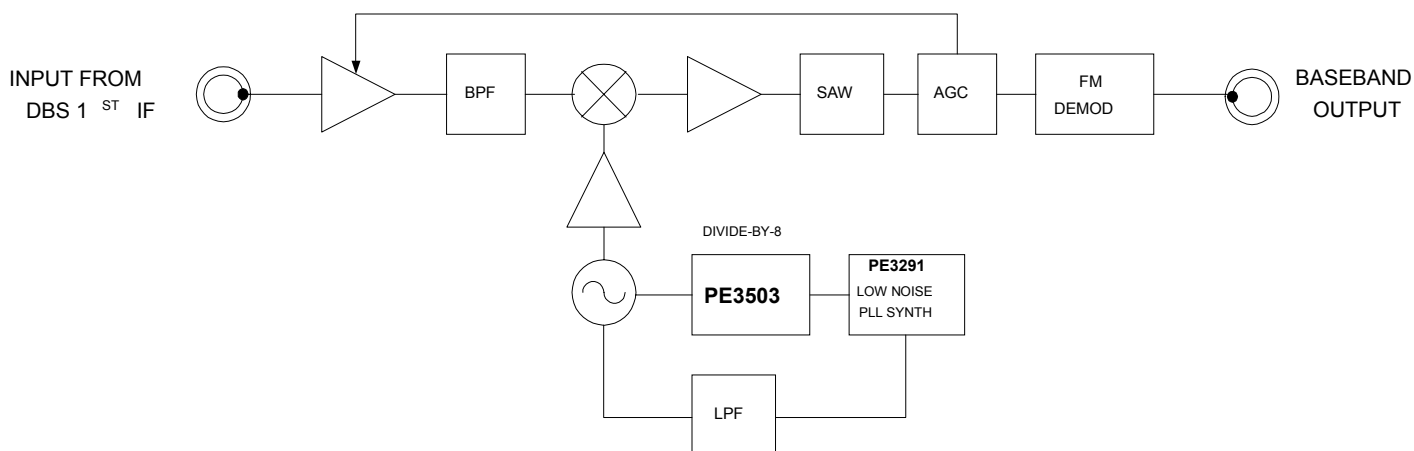 INPUT FROM
DBS 1 ST IF
BPF
SAW
AGC
FM
DEMOD
BASEBAND
OUTPUT
DIVIDE-BY-8
PE3503
PE3291
LOW NOISE
PLL SYNTH
LPF